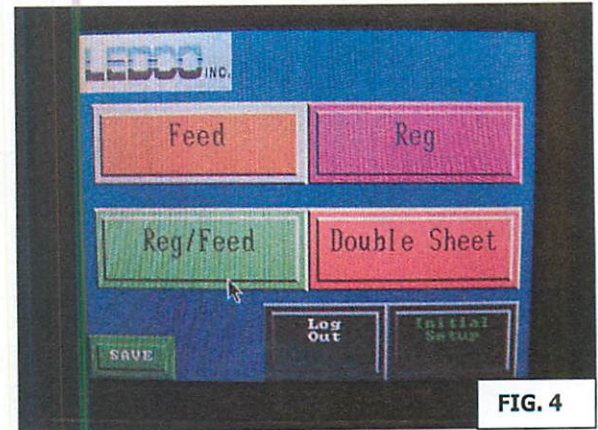 LEDCO INC.
Feed
Reg
Reg/Feed
Double Sheet
Log
Out
Initial
Setup
SAVE
FIG. 4